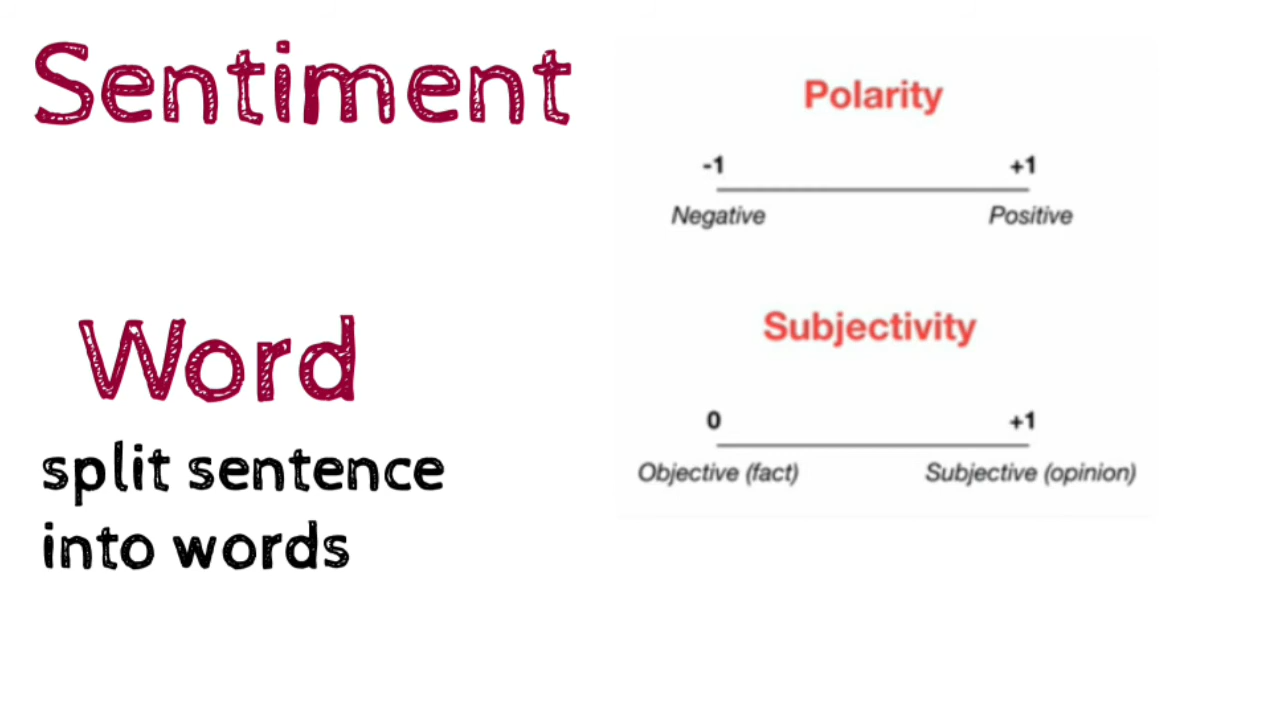 Sentiment
Word
split sentence
into words
Polarity
-1 +1
Negative Positive
Subjectivity
0 +1
Objective (fact) Subjective (opinion)